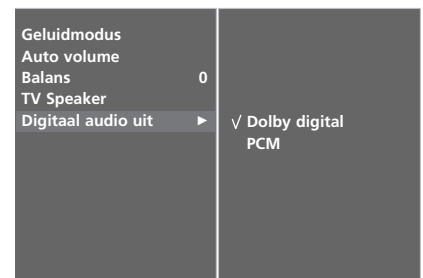 Geluidmodus
Auto volume
Balans 0
TV Speaker
Digitaal audio uit ►
√ Dolby digital
PCM